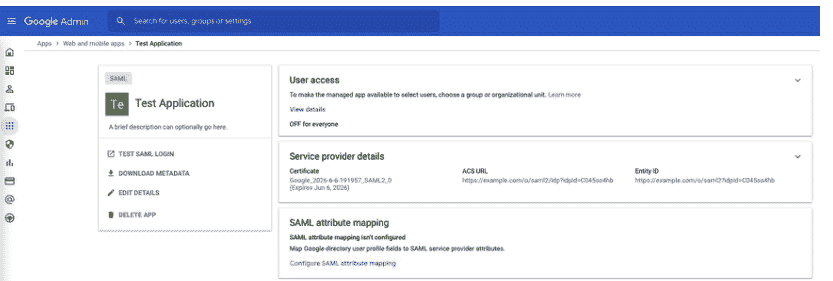 Google Admin
Search for users, groups or settings
Apps > Web and mobile apps > Test Application
SAML
Te
Test Application
A brief description can optionally go here.
TEST SAML LOGIN
DOWNLOAD METADATA
EDIT DETAILS
DELETE APP
User access
To make the managed app available to select users, choose a group or organizational unit. Learn more
View details
OFF for everyone
Service provider details
Certificate
Google_2026-6-6-191957_SAML2_0
(Expires Jun 6, 2026)
ACS URL
https://example.com/o/saml2/idp?idpid=C045so4hb
Entity ID
https://example.com/o/saml2?idpid=C045so4hb
SAML attribute mapping
SAML attribute mapping isn't configured
Map Google directory user profile fields to SAML service provider attributes.
Configure SAML attribute mapping